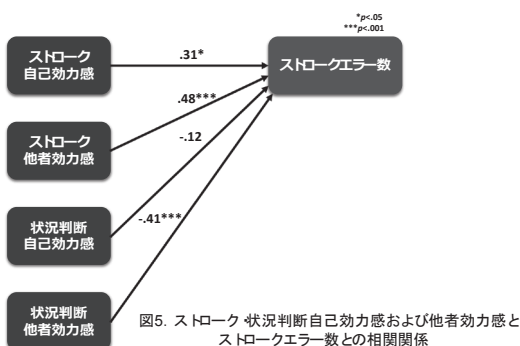 *p<.05
***p<.001
ストローク
自己効力感
.31*
ストロークエラー数
ストローク
他者効力感
.48***
-.12
状況判断
自己効力感
-.41***
状況判断
他者効力感
図5. ストローク・状況判断自己効力感および他者効力感と
ストロークエラー数との相関関係